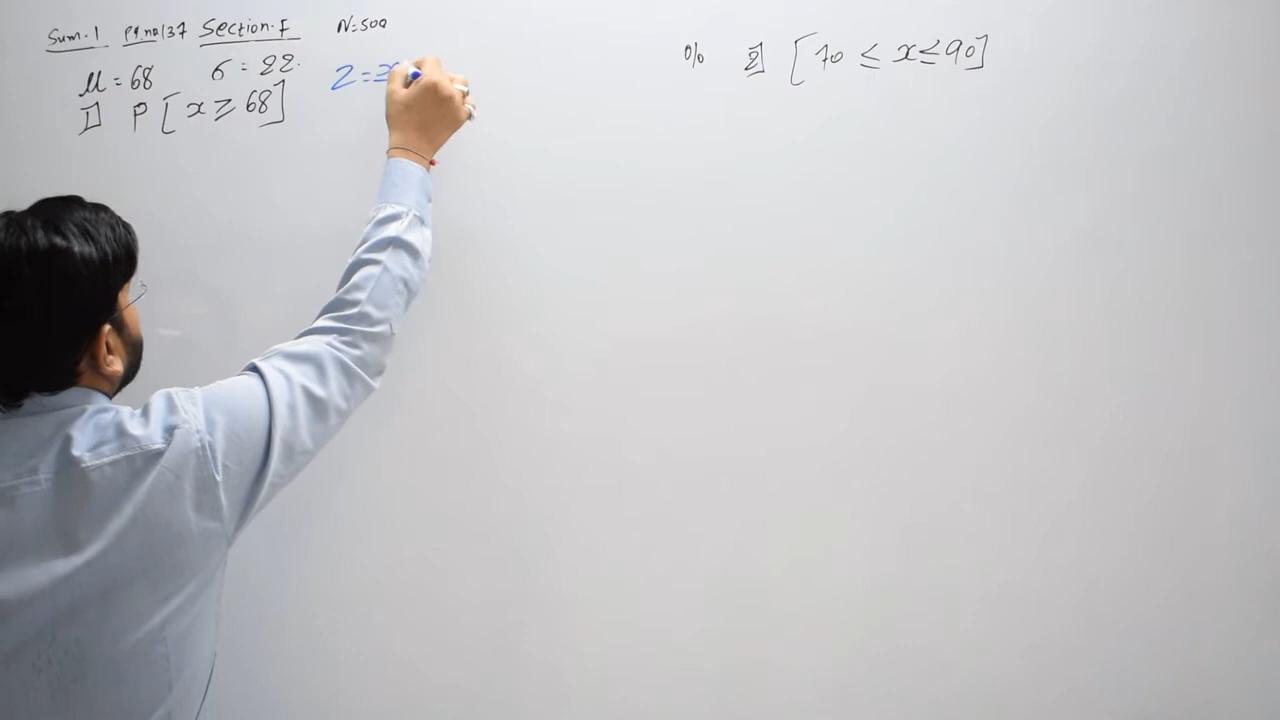 Sum.1 Pg.no 137 Section-F N=500
μ = 68 σ = 22.
Z = x
1] P [ x ≥ 68 ]
% 2] [ 70 ≤ x ≤ 90 ]